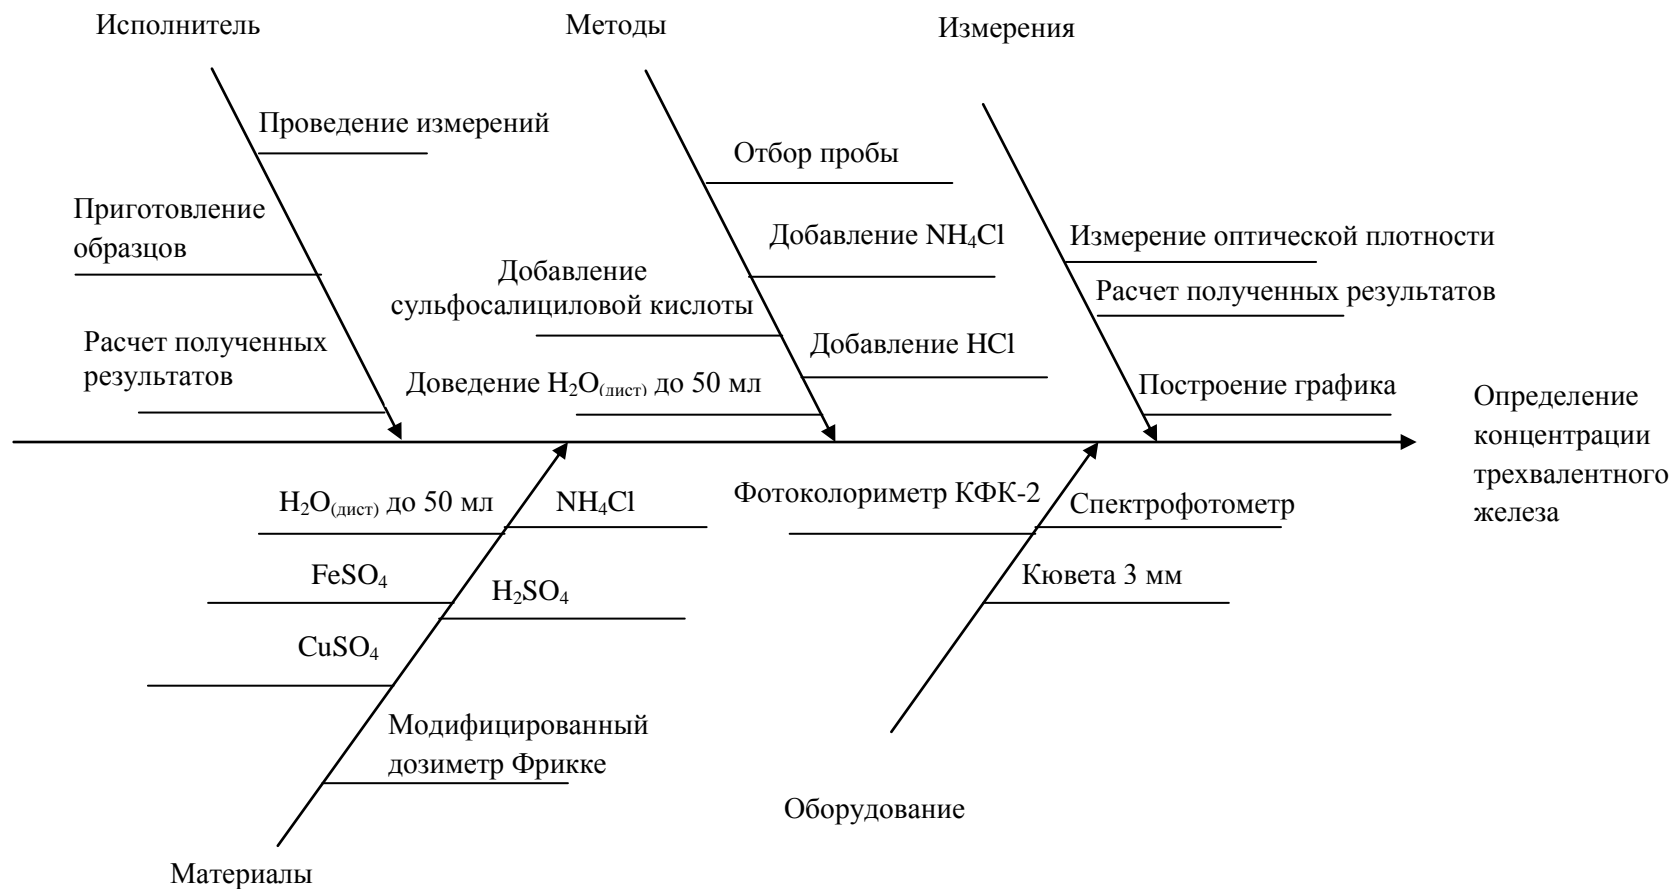 Исполнитель
Методы
Измерения
Проведение измерений
Приготовление
образцов
Расчет полученных
результатов
Отбор пробы
Добавление NH₄Cl
Добавление
сульфосалициловой кислоты
Добавление HCl
Доведение H₂O₍дист₎ до 50 мл
Измерение оптической плотности
Расчет полученных результатов
Построение графика
Определение
концентрации
трехвалентного
железа
H₂O₍дист₎ до 50 мл
NH₄Cl
FeSO₄
H₂SO₄
CuSO₄
Модифицированный
дозиметр Фрикке
Материалы
Фотоколориметр КФК-2
Спектрофотометр
Кювета 3 мм
Оборудование